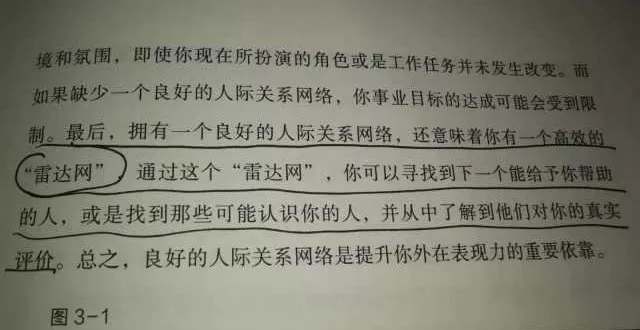 境和氛围，即使你现在所扮演的角色或是工作任务并未发生改变。而
如果缺少一个良好的人际关系网络，你事业目标的达成可能会受到限
制。最后，拥有一个良好的人际关系网络，还意味着你有一个高效的
“雷达网”，通过这个“雷达网”，你可以寻找到下一个能给予你帮助
的人，或是找到那些可能认识你的人，并从中了解到他们对你的真实
评价。总之，良好的人际关系网络是提升你外在表现力的重要依靠。
图 3-1